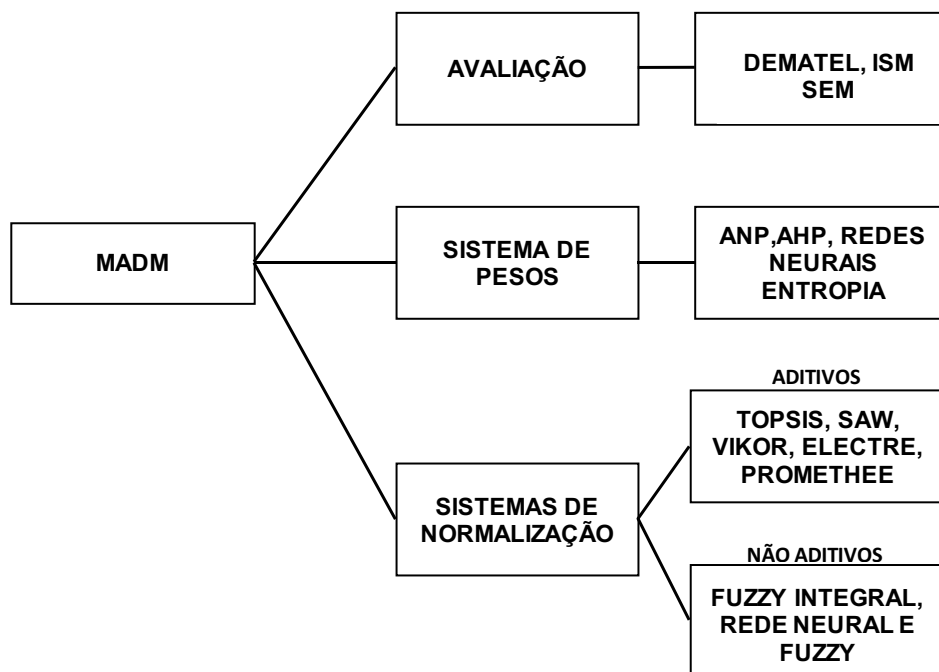 MADM
AVALIAÇÃO
DEMATEL, ISM
SEM
SISTEMA DE
PESOS
ANP,AHP, REDES
NEURAIS
ENTROPIA
SISTEMAS DE
NORMALIZAÇÃO
ADITIVOS
TOPSIS, SAW,
VIKOR, ELECTRE,
PROMETHEE
NÃO ADITIVOS
FUZZY INTEGRAL,
REDE NEURAL E
FUZZY